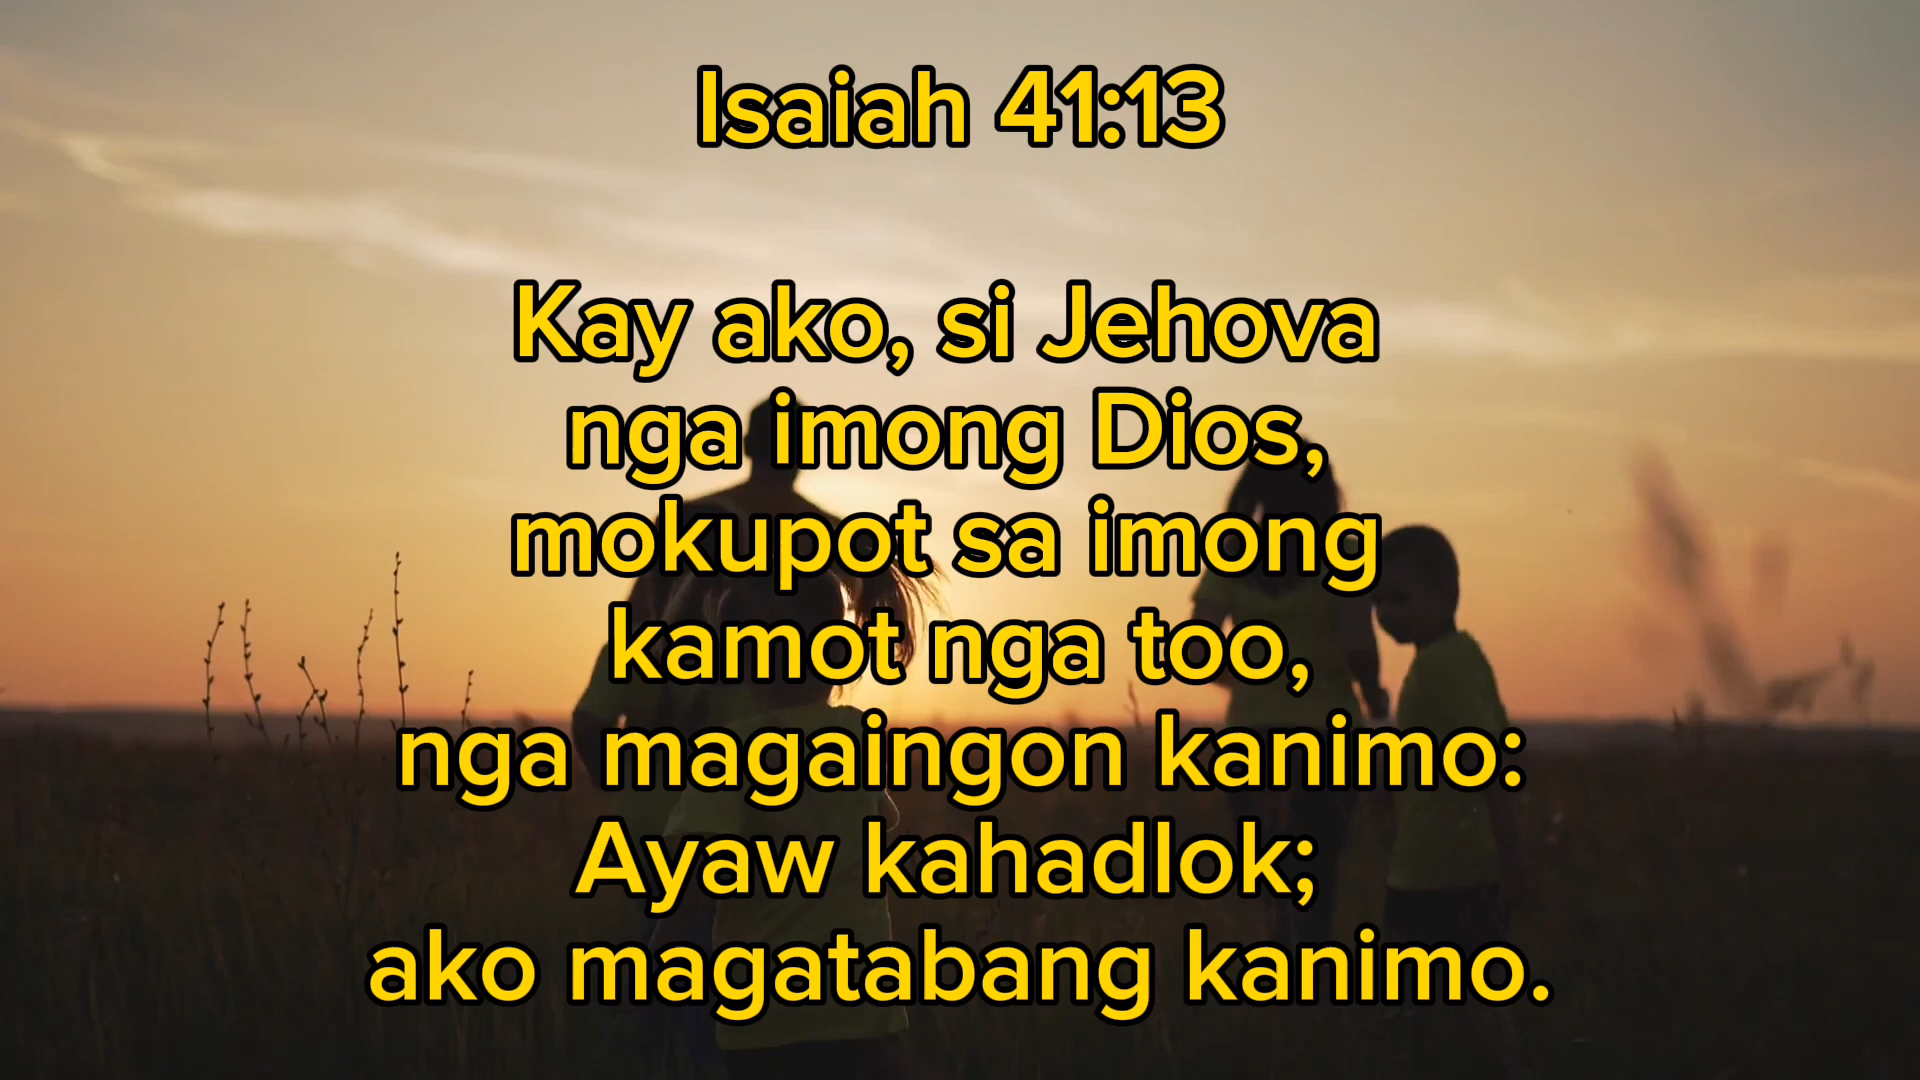 Isaiah 41:13
Kay ako, si Jehova
nga imong Dios,
mokupot sa imong
kamot nga too,
nga magaingon kanimo:
Ayaw kahadlok;
ako magatabang kanimo.